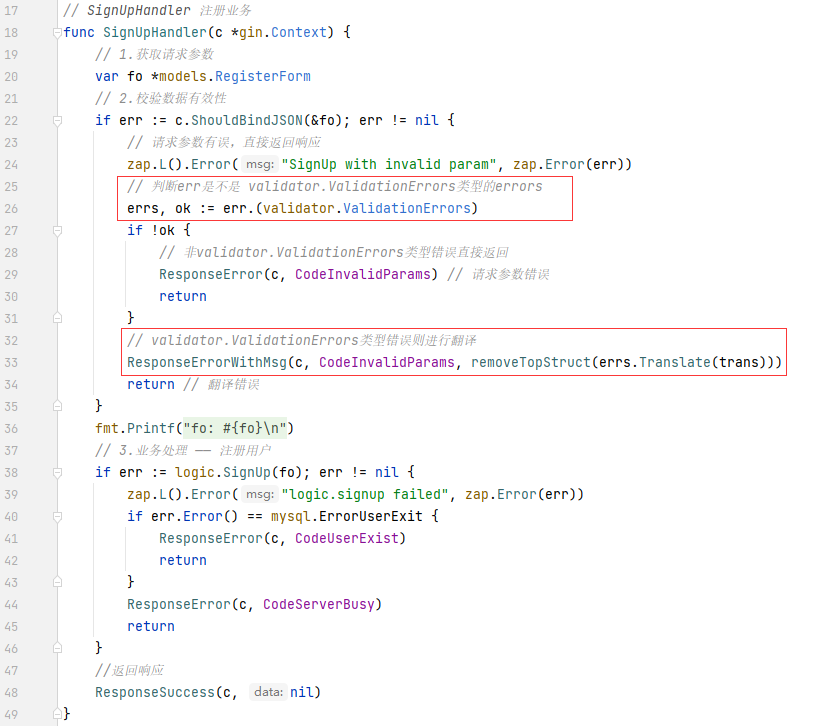 17 // SignUpHandler 注册业务
18 func SignUpHandler(c *gin.Context) {
19     // 1.获取请求参数
20     var fo *models.RegisterForm
21     // 2.校验数据有效性
22     if err := c.ShouldBindJSON(&fo); err != nil {
23         // 请求参数有误，直接返回响应
24         zap.L().Error( msg: "SignUp with invalid param", zap.Error(err))
25         // 判断err是不是 validator.ValidationErrors类型的errors
26         errs, ok := err.(validator.ValidationErrors)
27         if !ok {
28             // 非validator.ValidationErrors类型错误直接返回
29             ResponseError(c, CodeInvalidParams) // 请求参数错误
30             return
31         }
32         // validator.ValidationErrors类型错误则进行翻译
33         ResponseErrorWithMsg(c, CodeInvalidParams, removeTopStruct(errs.Translate(trans)))
34         return // 翻译错误
35     }
36     fmt.Printf("fo: #{fo}\n")
37     // 3.业务处理 —— 注册用户
38     if err := logic.SignUp(fo); err != nil {
39         zap.L().Error( msg: "logic.signup failed", zap.Error(err))
40         if err.Error() == mysql.ErrorUserExit {
41             ResponseError(c, CodeUserExist)
42             return
43         }
44         ResponseError(c, CodeServerBusy)
45         return
46     }
47     //返回响应
48     ResponseSuccess(c, data: nil)
49 }